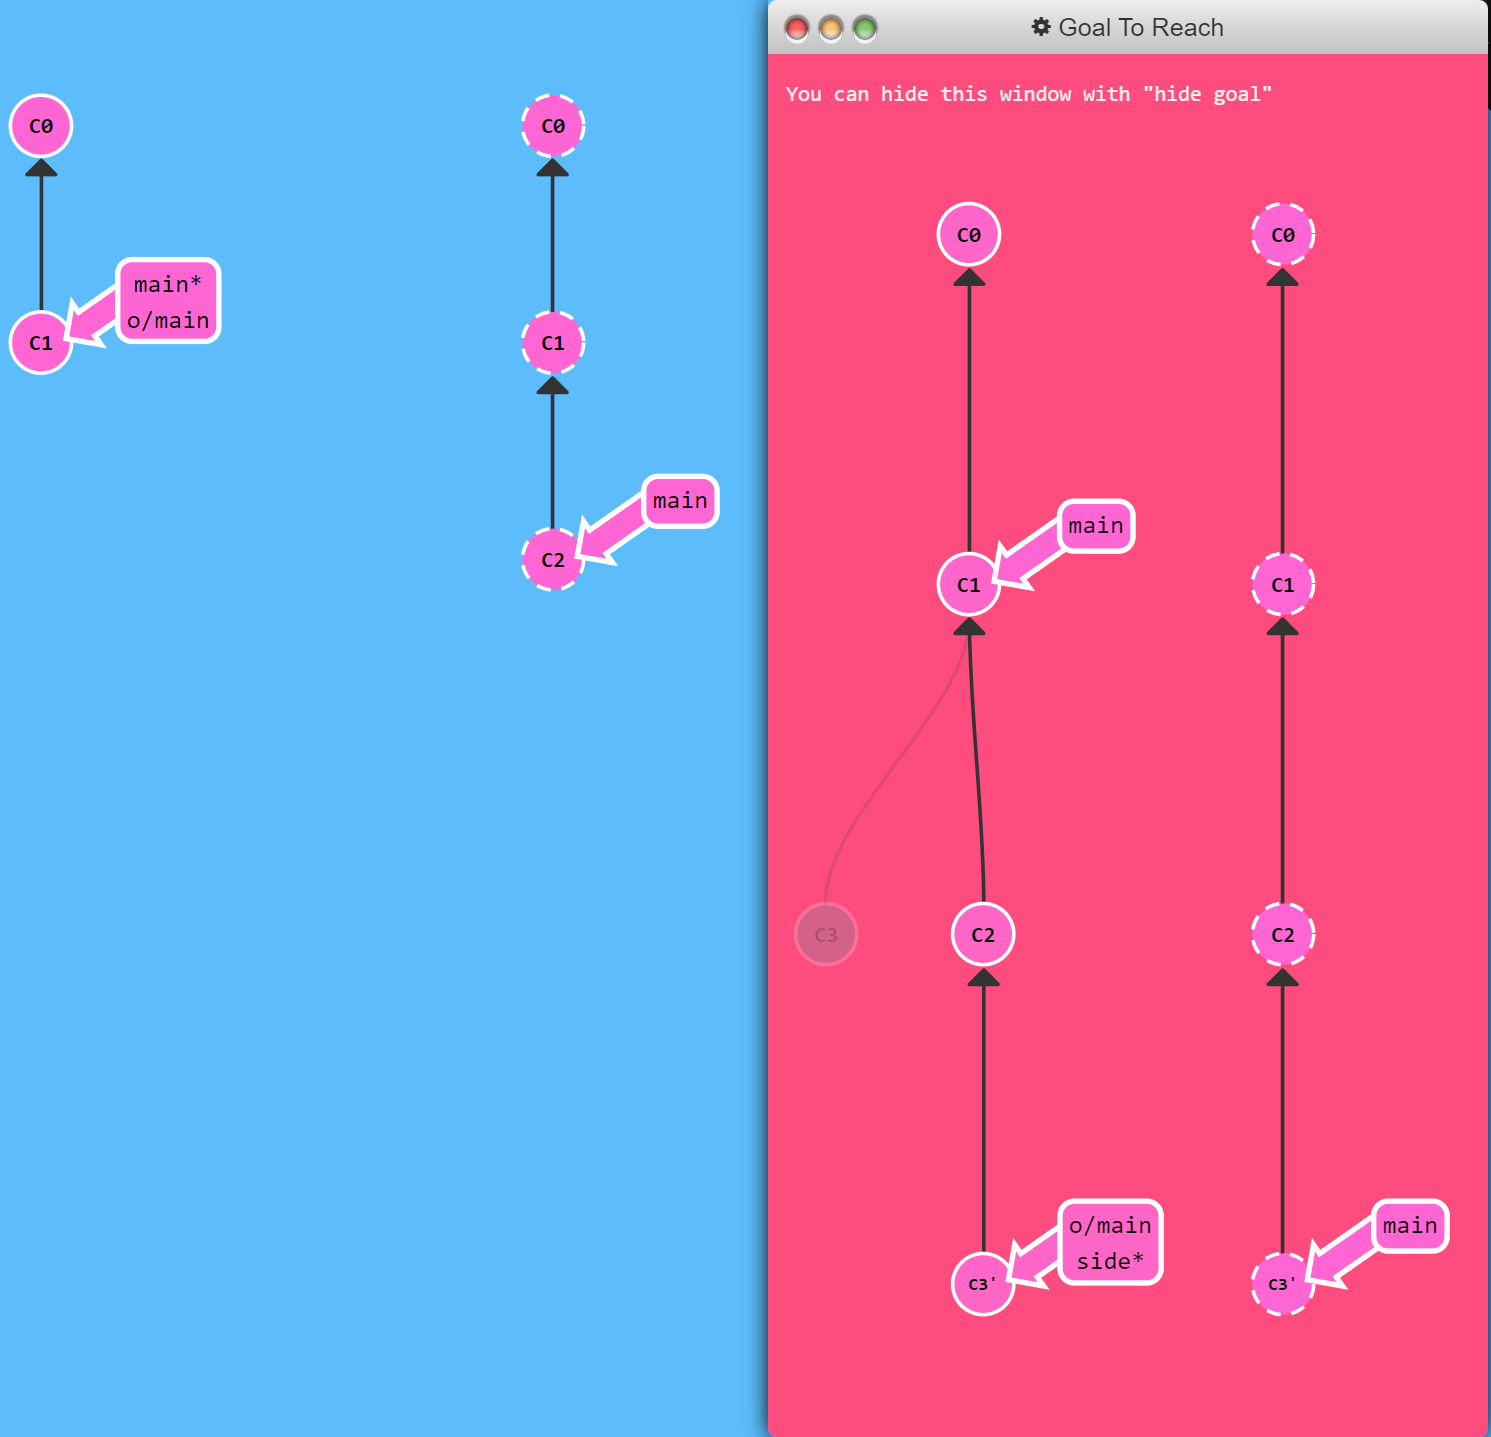 Goal To Reach
You can hide this window with "hide goal"
C0
main*
o/main
C1
C0
C1
main
C2
C0
main
C1
C3
C2
o/main
side*
C3'
C0
C1
C2
main
C3'